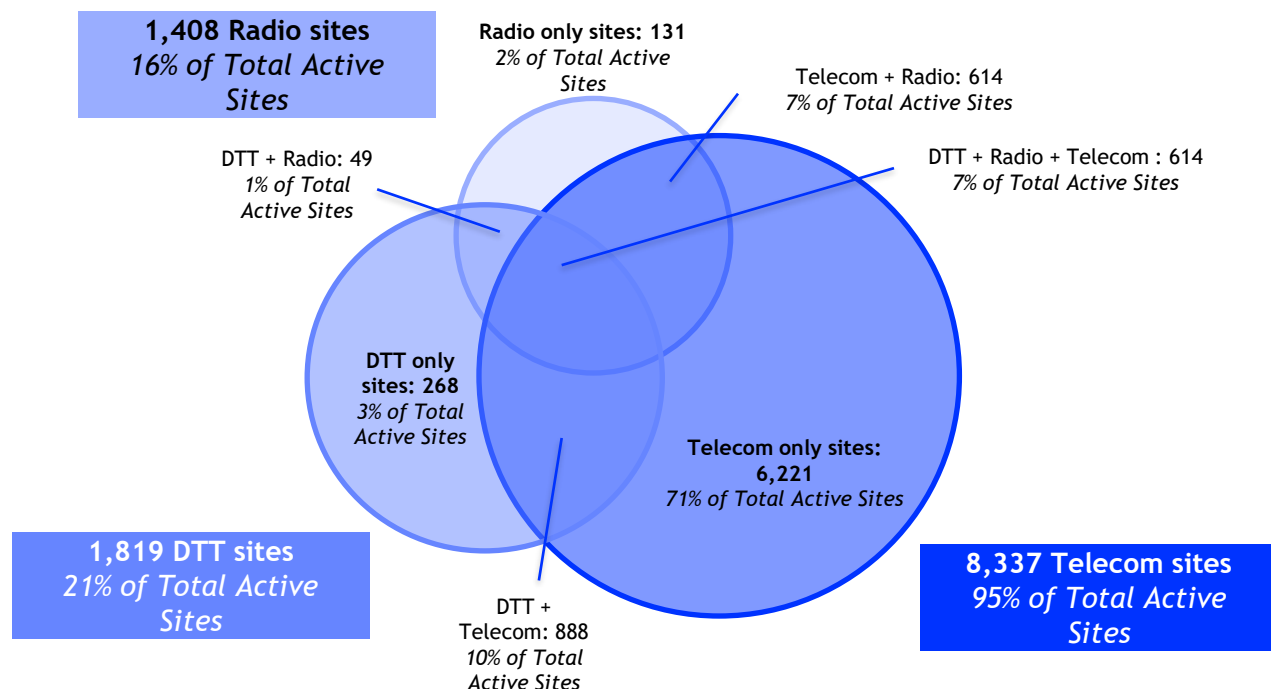 1,408 Radio sites
16% of Total Active
Sites
Radio only sites: 131
2% of Total Active
Sites
Telecom + Radio: 614
7% of Total Active Sites
DTT + Radio: 49
1% of Total
Active Sites
DTT + Radio + Telecom : 614
7% of Total Active Sites
DTT only
sites: 268
3% of Total
Active Sites
Telecom only sites:
6,221
71% of Total Active Sites
1,819 DTT sites
21% of Total Active
Sites
8,337 Telecom sites
95% of Total Active
Sites
DTT +
Telecom: 888
10% of Total
Active Sites